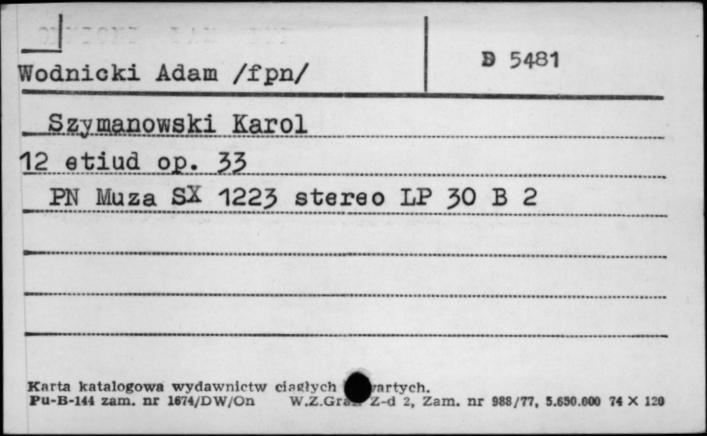 Wodnicki Adam /fpn/
D 5481
Szymanowski Karol
12 etiud op. 33
PN Muza SX 1223 stereo LP 30 B 2
Karta katalogowa wydawnictw ciągłych
Pu-B-144 zam. nr 1674/DW/On W.Z.Graf. Z-d 2, Zam. nr 988/77, 5.650.000 74 X 120